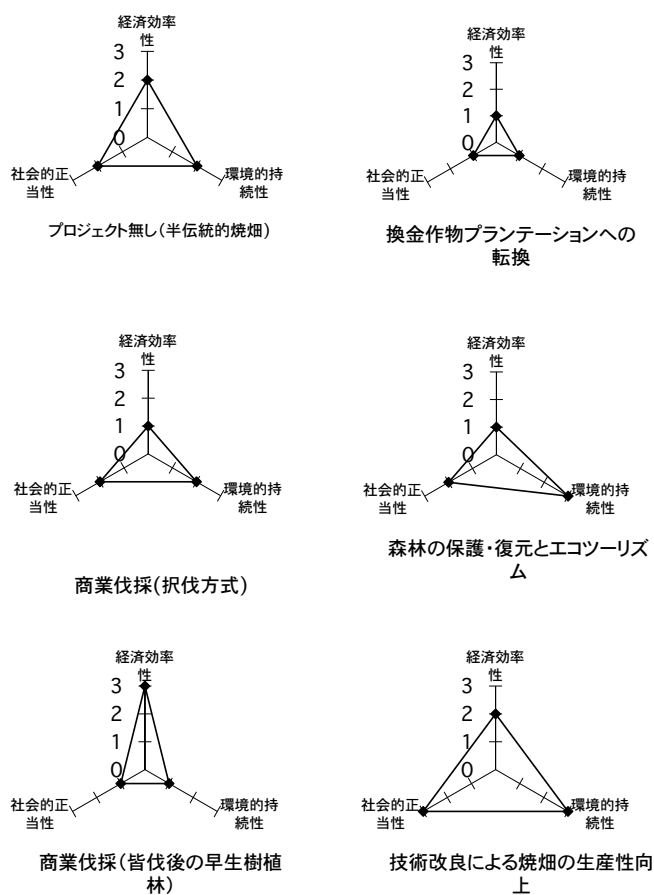 経済効率
性
3
2
1
0
社会的正
当性
環境的持
続性
プロジェクト無し(半伝統的焼畑)
経済効率
性
3
2
1
0
社会的正
当性
環境的持
続性
換金作物プランテーションへの
転換
経済効率
性
3
2
1
0
社会的正
当性
環境的持
続性
商業伐採(択伐方式)
経済効率
性
3
2
1
0
社会的正
当性
環境的持
続性
森林の保護・復元とエコツーリズ
ム
経済効率
性
3
2
1
0
社会的正
当性
環境的持
続性
商業伐採(皆伐後の早生樹植
林)
経済効率
性
3
2
1
0
社会的正
当性
環境的持
続性
技術改良による焼畑の生産性向
上